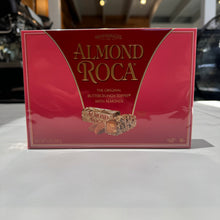 ALMOND
ROCA®
THE ORIGINAL
BUTTERCRUNCH TOFFEE
WITH ALMONDS